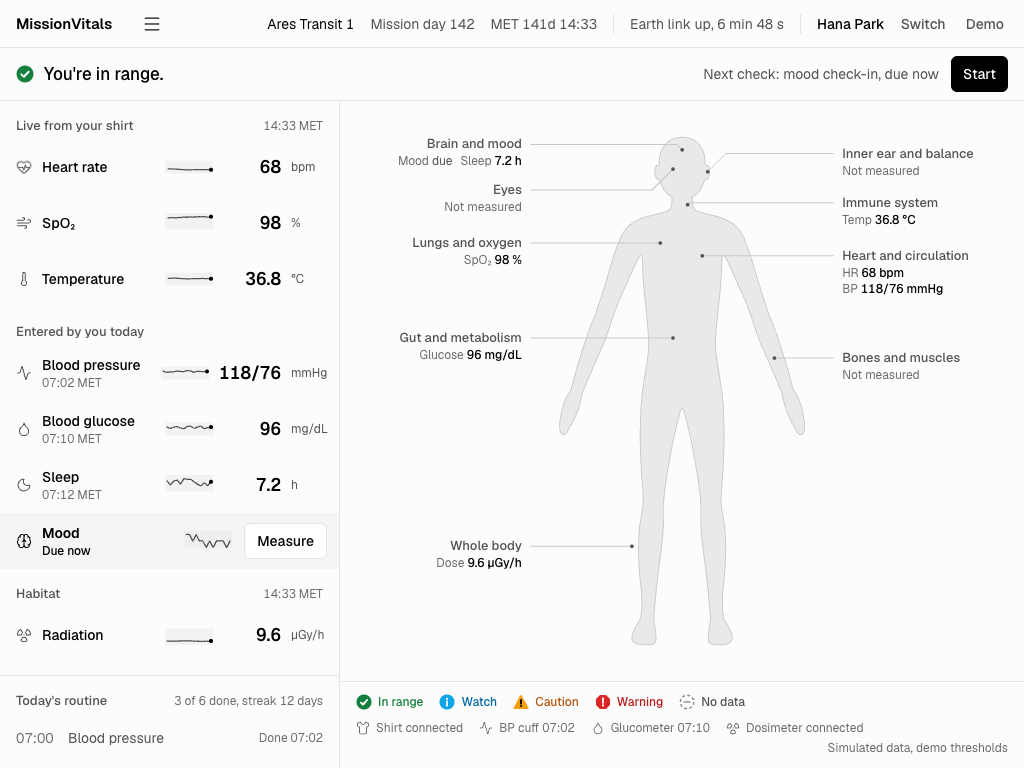 MissionVitals
Ares Transit 1 Mission day 142 MET 141d 14:33 Earth link up, 6 min 48 s Hana Park Switch Demo
You're in range.
Next check: mood check-in, due now Start
Live from your shirt 14:33 MET
Heart rate 68 bpm
SpO₂ 98 %
Temperature 36.8 °C
Entered by you today
Blood pressure 118/76 mmHg
07:02 MET
Blood glucose 96 mg/dL
07:10 MET
Sleep 7.2 h
07:12 MET
Mood Measure
Due now
Habitat 14:33 MET
Radiation 9.6 µGy/h
Today's routine 3 of 6 done, streak 12 days
07:00 Blood pressure Done 07:02
Brain and mood
Mood due Sleep 7.2 h
Eyes
Not measured
Lungs and oxygen
SpO₂ 98 %
Gut and metabolism
Glucose 96 mg/dL
Whole body
Dose 9.6 µGy/h
Inner ear and balance
Not measured
Immune system
Temp 36.8 °C
Heart and circulation
HR 68 bpm
BP 118/76 mmHg
Bones and muscles
Not measured
In range Watch Caution Warning No data
Shirt connected BP cuff 07:02 Glucometer 07:10 Dosimeter connected
Simulated data, demo thresholds